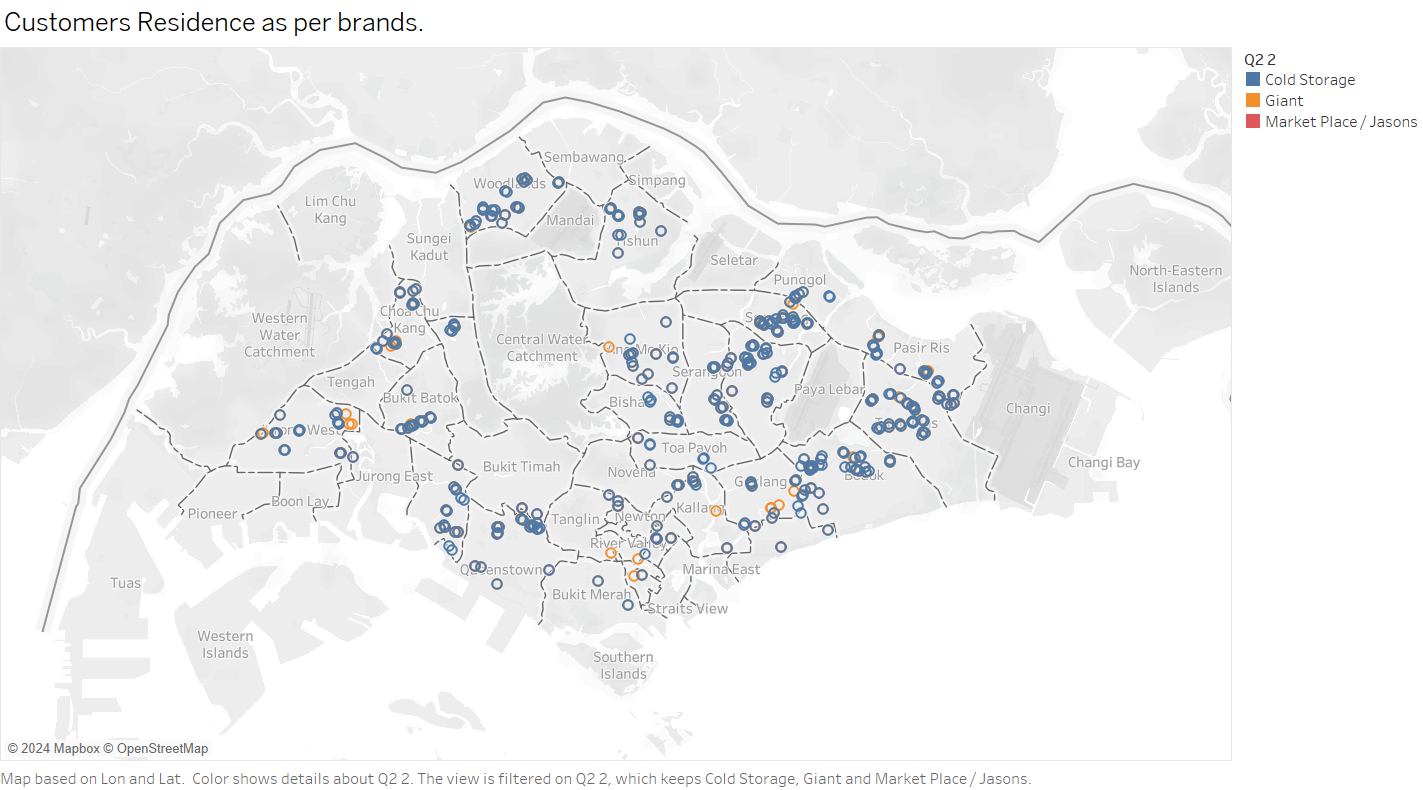 Customers Residence as per brands.
Q2 2
Cold Storage
Giant
Market Place / Jasons
Sembawang
Woodlands
Simpang
Lim Chu
Kang
Mandai
Yishun
Sungei
Kadut
Seletar
Punggol
North-Eastern
Islands
Western
Water
Catchment
Choa Chu
Kang
Central Water
Catchment
Ang Mo Kio
Pasir Ris
Serangoon
Tengah
Bukit Batok
Paya Lebar
Bishan
Changi
Jurong West
Toa Payoh
Bukit Timah
Novena
Changi Bay
Jurong East
Geylang
Bedok
Boon Lay
Pioneer
Kallang
Tanglin
Newton
River Valley
Queenstown
Marina East
Tuas
Bukit Merah
Straits View
Western
Islands
Southern
Islands
© 2024 Mapbox © OpenStreetMap
Map based on Lon and Lat. Color shows details about Q2 2. The view is filtered on Q2 2, which keeps Cold Storage, Giant and Market Place / Jasons.